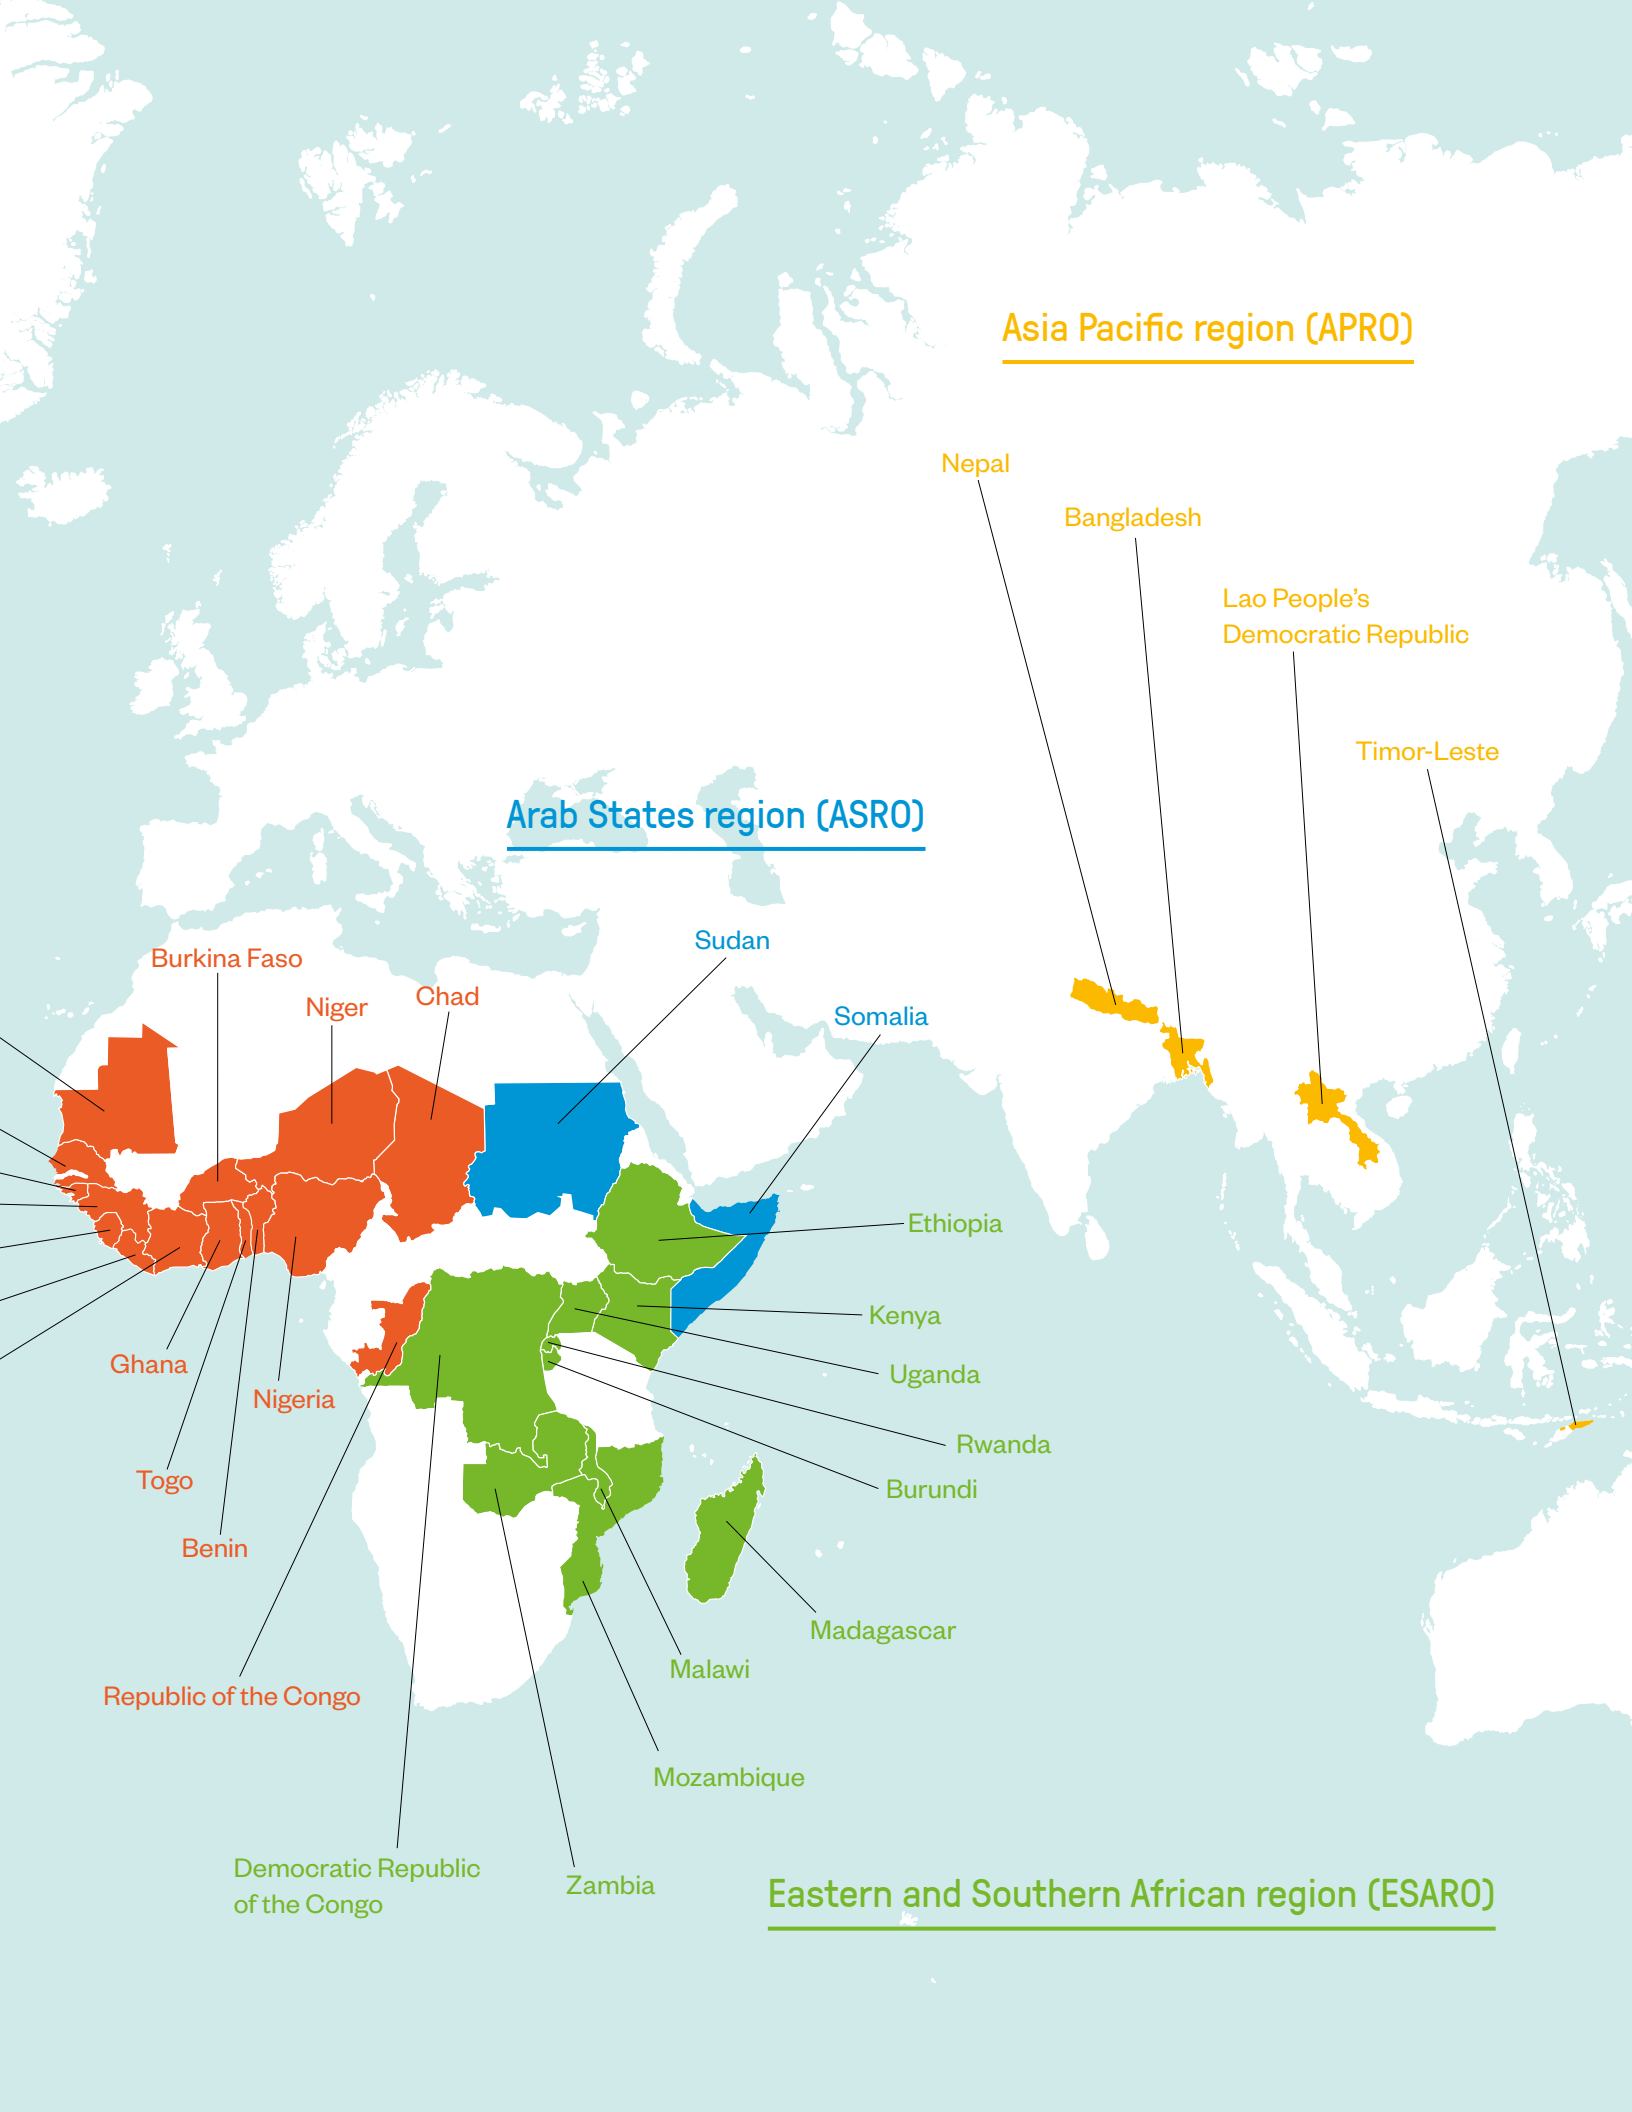 Asia Pacific region (APRO)
Nepal
Bangladesh
Lao People’s
Democratic Republic
Timor-Leste
Arab States region (ASRO)
Sudan
Somalia
Burkina Faso
Niger
Chad
Ethiopia
Kenya
Uganda
Rwanda
Burundi
Ghana
Nigeria
Togo
Benin
Republic of the Congo
Madagascar
Malawi
Mozambique
Democratic Republic
of the Congo
Zambia
Eastern and Southern African region (ESARO)